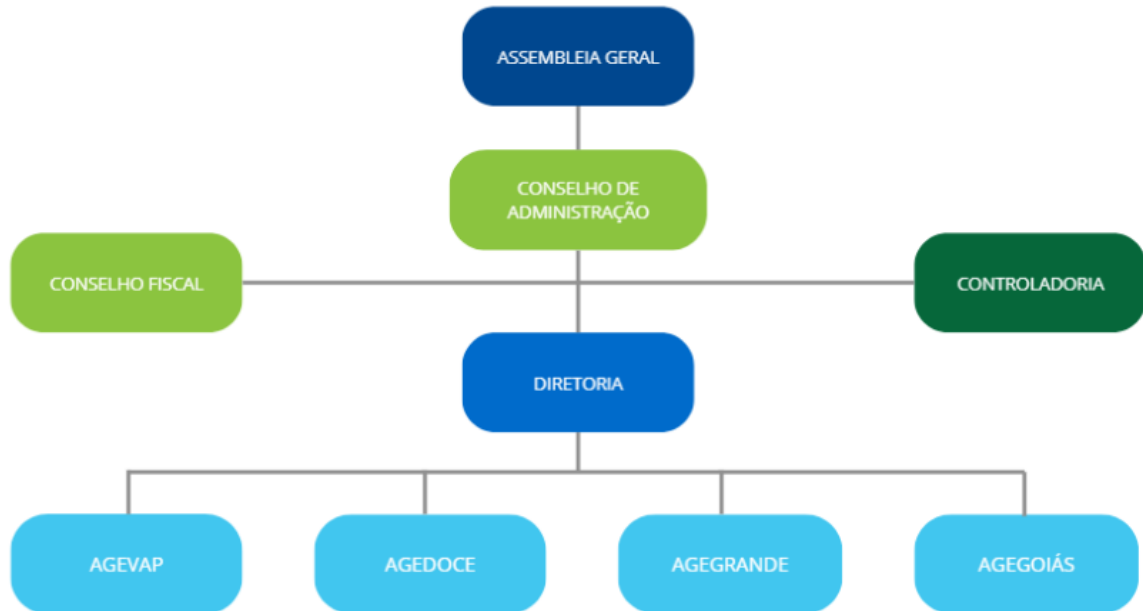 ASSEMBLEIA GERAL
CONSELHO DE
ADMINISTRAÇÃO
CONSELHO FISCAL
CONTROLADORIA
DIRETORIA
AGEVAP
AGEDOCE
AGEGRANDE
AGEGOIÁS